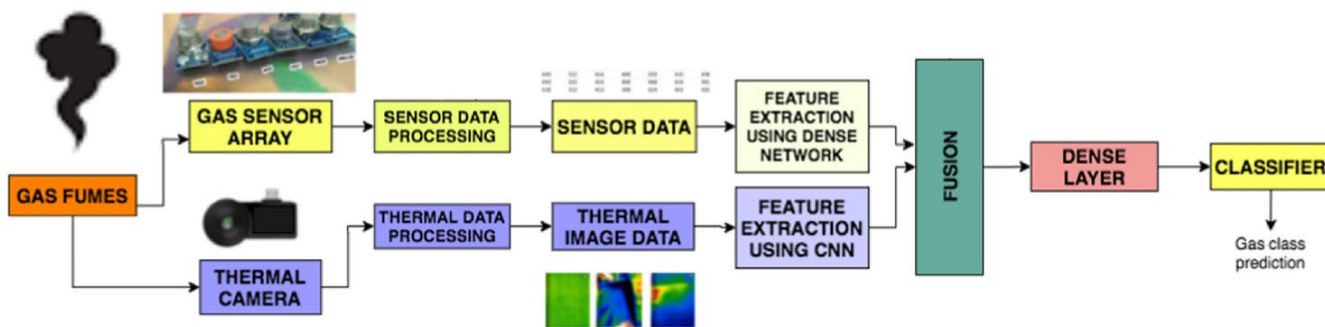 GAS FUMES
GAS SENSOR
ARRAY
SENSOR DATA
PROCESSING
SENSOR DATA
FEATURE
EXTRACTION
USING DENSE
NETWORK
THERMAL
CAMERA
THERMAL DATA
PROCESSING
THERMAL
IMAGE DATA
FEATURE
EXTRACTION
USING CNN
FUSION
DENSE
LAYER
CLASSIFIER
Gas class
prediction